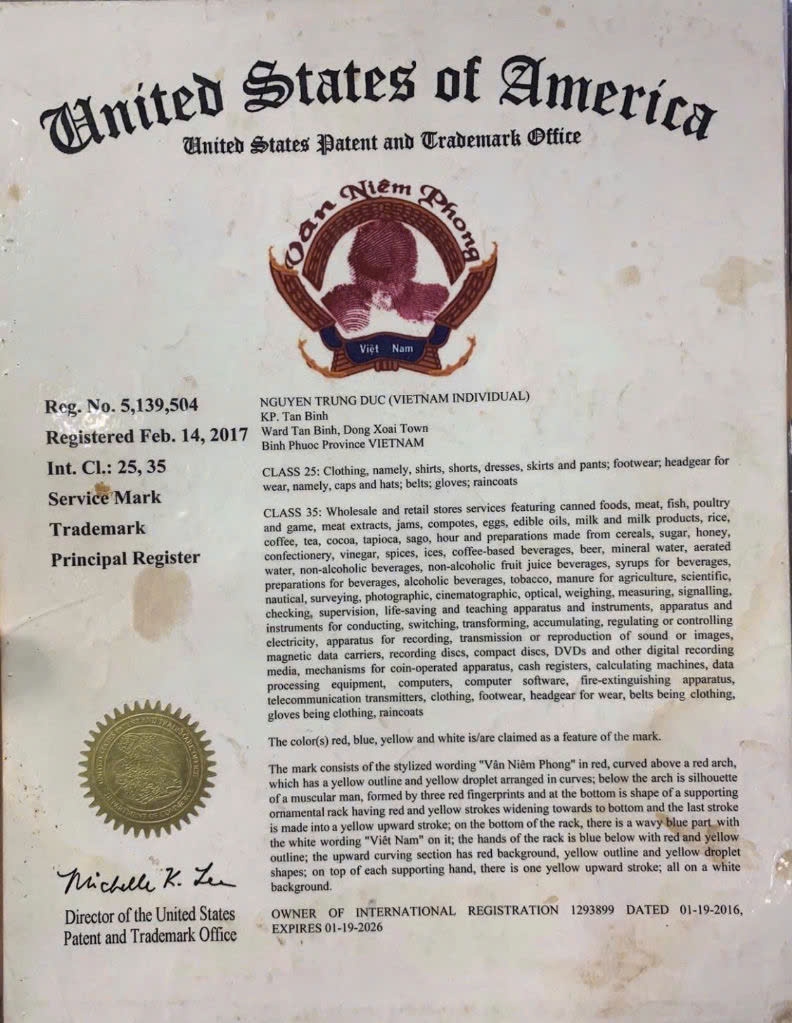 United States of America
United States Patent and Trademark Office
Vân Niêm Phong
Việt Nam
Reg. No. 5,139,504
Registered Feb. 14, 2017
Int. Cl.: 25, 35
Service Mark
Trademark
Principal Register
NGUYEN TRUNG DUC (VIETNAM INDIVIDUAL)
KP. Tan Binh
Ward Tan Binh, Dong Xoai Town
Binh Phuoc Province VIETNAM
CLASS 25: Clothing, namely, shirts, shorts, dresses, skirts and pants; footwear; headgear for
wear, namely, caps and hats; belts; gloves; raincoats
CLASS 35: Wholesale and retail stores services featuring canned foods, meat, fish, poultry
and game, meat extracts, jams, compotes, eggs, edible oils, milk and milk products, rice,
coffee, tea, cocoa, tapioca, sago, hour and preparations made from cereals, sugar, honey,
confectionery, vinegar, spices, ices, coffee-based beverages, beer, mineral water, aerated
water, non-alcoholic beverages, non-alcoholic fruit juice beverages, syrups for beverages,
preparations for beverages, alcoholic beverages, tobacco, manure for agriculture, scientific,
nautical, surveying, photographic, cinematographic, optical, weighing, measuring, signalling,
checking, supervision, life-saving and teaching apparatus and instruments, apparatus and
instruments for conducting, switching, transforming, accumulating, regulating or controlling
electricity, apparatus for recording, transmission or reproduction of sound or images,
magnetic data carriers, recording discs, compact discs, DVDs and other digital recording
media, mechanisms for coin-operated apparatus, cash registers, calculating machines, data
processing equipment, computers, computer software, fire-extinguishing apparatus,
telecommunication transmitters, clothing, footwear, headgear for wear, belts being clothing,
gloves being clothing, raincoats
The color(s) red, blue, yellow and white is/are claimed as a feature of the mark.
The mark consists of the stylized wording "Vân Niêm Phong" in red, curved above a red arch,
which has a yellow outline and yellow droplet arranged in curves; below the arch is silhouette
of a muscular man, formed by three red fingerprints and at the bottom is shape of a supporting
ornamental rack having red and yellow strokes widening towards to bottom and the last stroke
is made into a yellow upward stroke; on the bottom of the rack, there is a wavy blue part with
the white wording "Viêt Nam" on it; the hands of the rack is blue below with red and yellow
outline; the upward curving section has red background, yellow outline and yellow droplet
shapes; on top of each supporting hand, there is one yellow upward stroke; all on a white
background.
OWNER OF INTERNATIONAL REGISTRATION 1293899 DATED 01-19-2016,
EXPIRES 01-19-2026
Michelle K. Lee
Director of the United States
Patent and Trademark Office